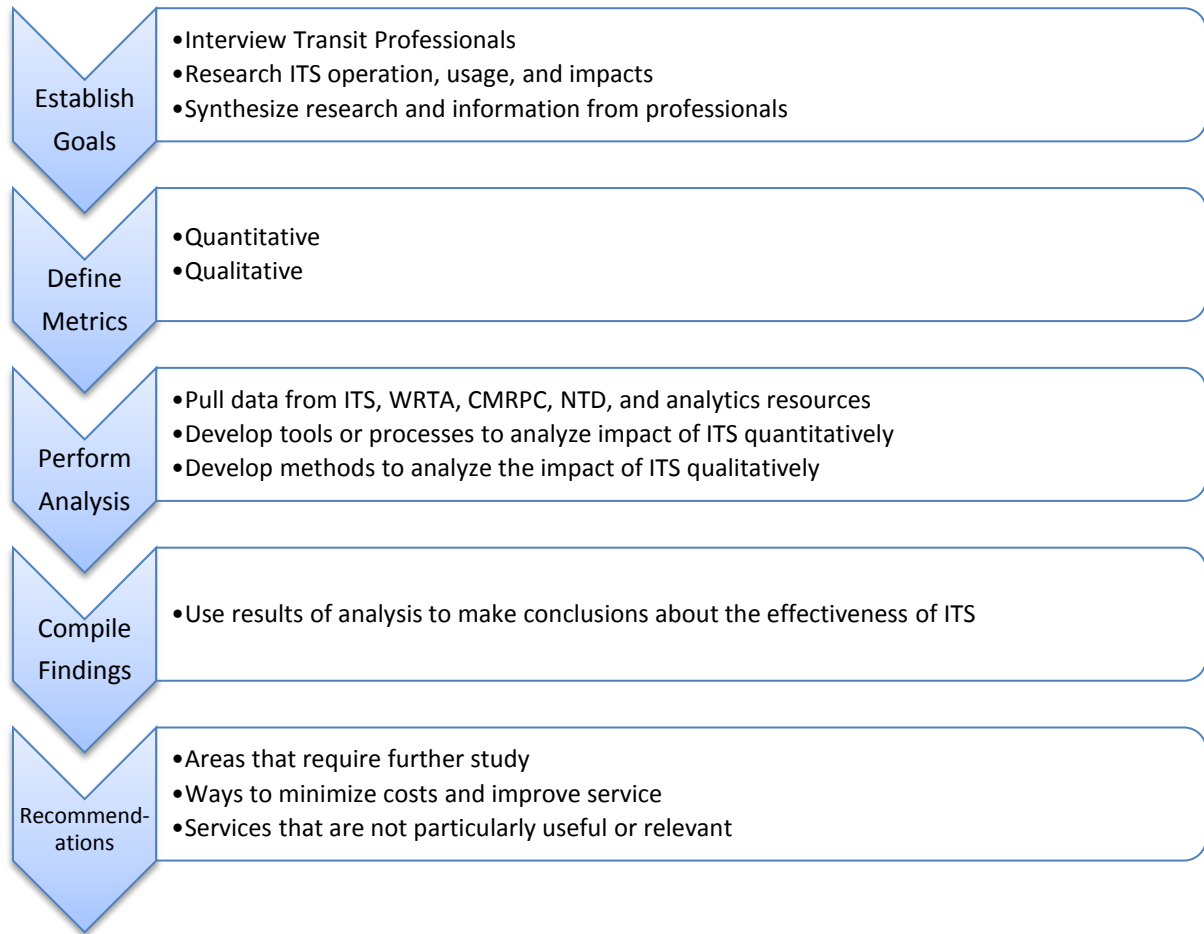 Establish
Goals
•Interview Transit Professionals
•Research ITS operation, usage, and impacts
•Synthesize research and information from professionals
Define
Metrics
•Quantitative
•Qualitative
Perform
Analysis
•Pull data from ITS, WRTA, CMRPC, NTD, and analytics resources
•Develop tools or processes to analyze impact of ITS quantitatively
•Develop methods to analyze the impact of ITS qualitatively
Compile
Findings
•Use results of analysis to make conclusions about the effectiveness of ITS
Recommend-
ations
•Areas that require further study
•Ways to minimize costs and improve service
•Services that are not particularly useful or relevant